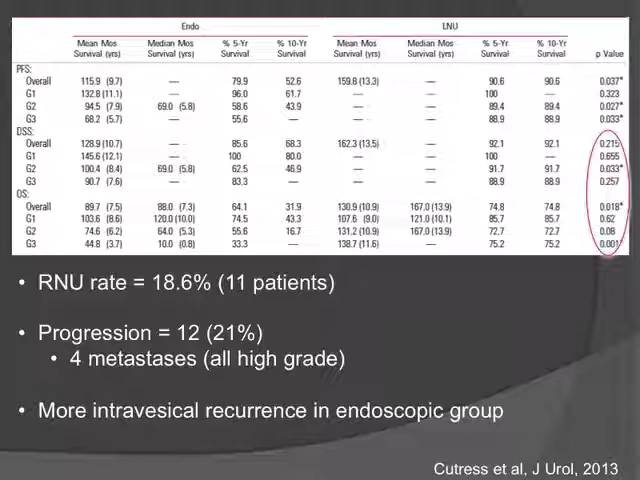 Endo LNU
Mean Mos Median Mos % 5-Yr % 10-Yr Mean Mos Median Mos % 5-Yr % 10-Yr
Survival (yrs) Survival (yrs) Survival Survival Survival (yrs) Survival (yrs) Survival Survival p Value
PFS:
Overall 115.9 (9.7) — 79.9 52.6 159.8 (13.3) — 90.6 90.6 0.037*
G1 132.8 (11.1) — 96.0 61.7 — — 100 — 0.323
G2 94.5 (7.9) 69.0 (5.8) 58.6 43.9 — — 89.4 89.4 0.027*
G3 68.2 (5.7) — 55.6 — — — 88.9 88.9 0.033*
DSS:
Overall 128.9 (10.7) — 85.6 68.3 162.3 (13.5) — 92.1 92.1 0.215
G1 145.6 (12.1) — 100 80.0 — — 100 — 0.655
G2 100.4 (8.4) 69.0 (5.8) 62.5 46.9 — — 91.7 91.7 0.033*
G3 90.7 (7.6) — 83.3 — — — 88.9 88.9 0.257
OS:
Overall 89.7 (7.5) 88.0 (7.3) 64.1 31.9 130.9 (10.9) 167.0 (13.9) 74.8 74.8 0.018*
G1 103.6 (8.6) 120.0 (10.0) 74.5 43.3 107.6 (9.0) 121.0 (10.1) 85.7 85.7 0.62
G2 74.6 (6.2) 64.0 (5.3) 55.6 16.7 131.2 (10.9) 167.0 (13.9) 72.7 72.7 0.08
G3 44.8 (3.7) 10.0 (0.8) 33.3 — 138.7 (11.6) — 75.2 75.2 0.001*
• RNU rate = 18.6% (11 patients)
• Progression = 12 (21%)
• 4 metastases (all high grade)
• More intravesical recurrence in endoscopic group
Cutress et al, J Urol, 2013